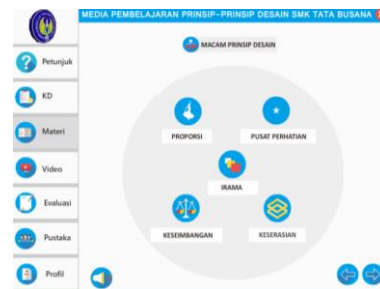 MEDIA PEMBELAJARAN PRINSIP-PRINSIP DESAIN SMK TATA BUSANA
MACAM PRINSIP DESAIN
Petunjuk
KD
Materi
Video
Evaluasi
Pustaka
Profil
PROPORSI
PUSAT PERHATIAN
IRAMA
KESEIMBANGAN
KESERASIAN